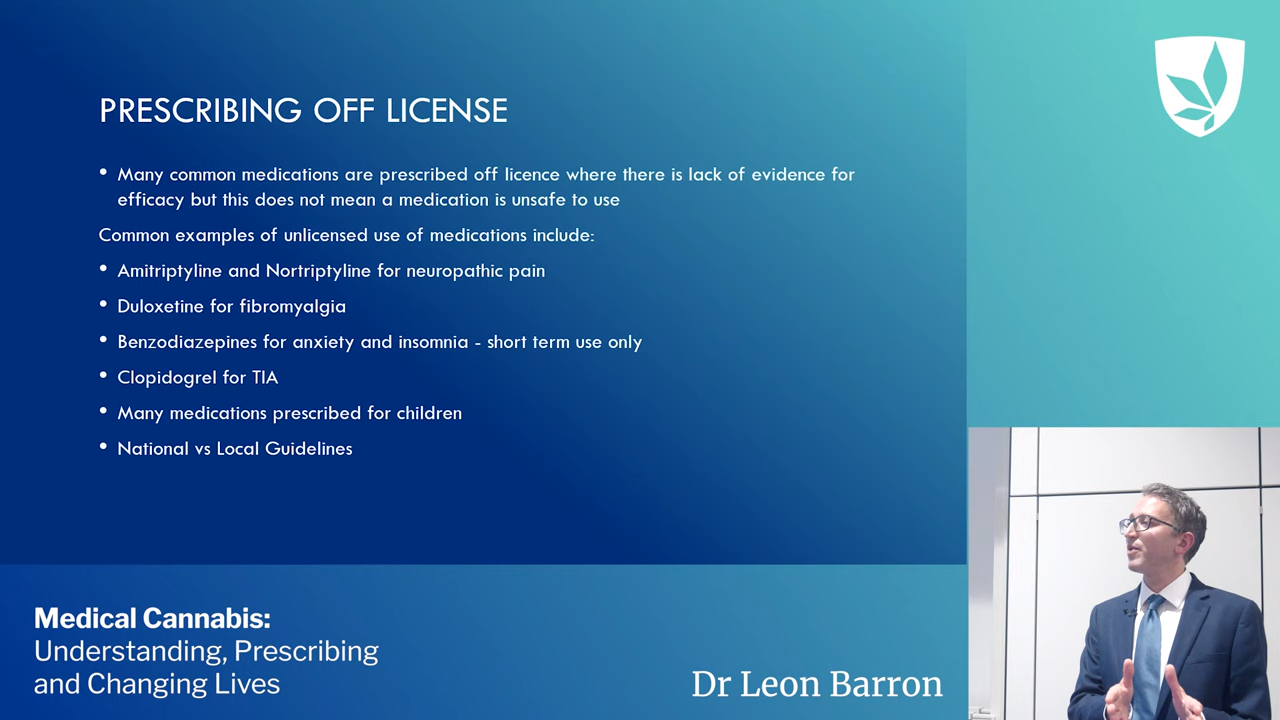 PRESCRIBING OFF LICENSE
• Many common medications are prescribed off licence where there is lack of evidence for
efficacy but this does not mean a medication is unsafe to use
Common examples of unlicensed use of medications include:
• Amitriptyline and Nortriptyline for neuropathic pain
• Duloxetine for fibromyalgia
• Benzodiazepines for anxiety and insomnia - short term use only
• Clopidogrel for TIA
• Many medications prescribed for children
• National vs Local Guidelines
Medical Cannabis:
Understanding, Prescribing
and Changing Lives
Dr Leon Barron